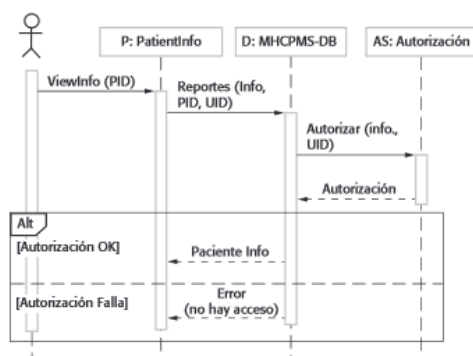 P: PatientInfo
D: MHCPMS-DB
AS: Autorización
ViewInfo (PID)
Reportes (Info,
PID, UID)
Autorizar (info.,
UID)
Autorización
Alt
[Autorización OK]
Paciente Info
[Autorización Falla]
Error
(no hay acceso)